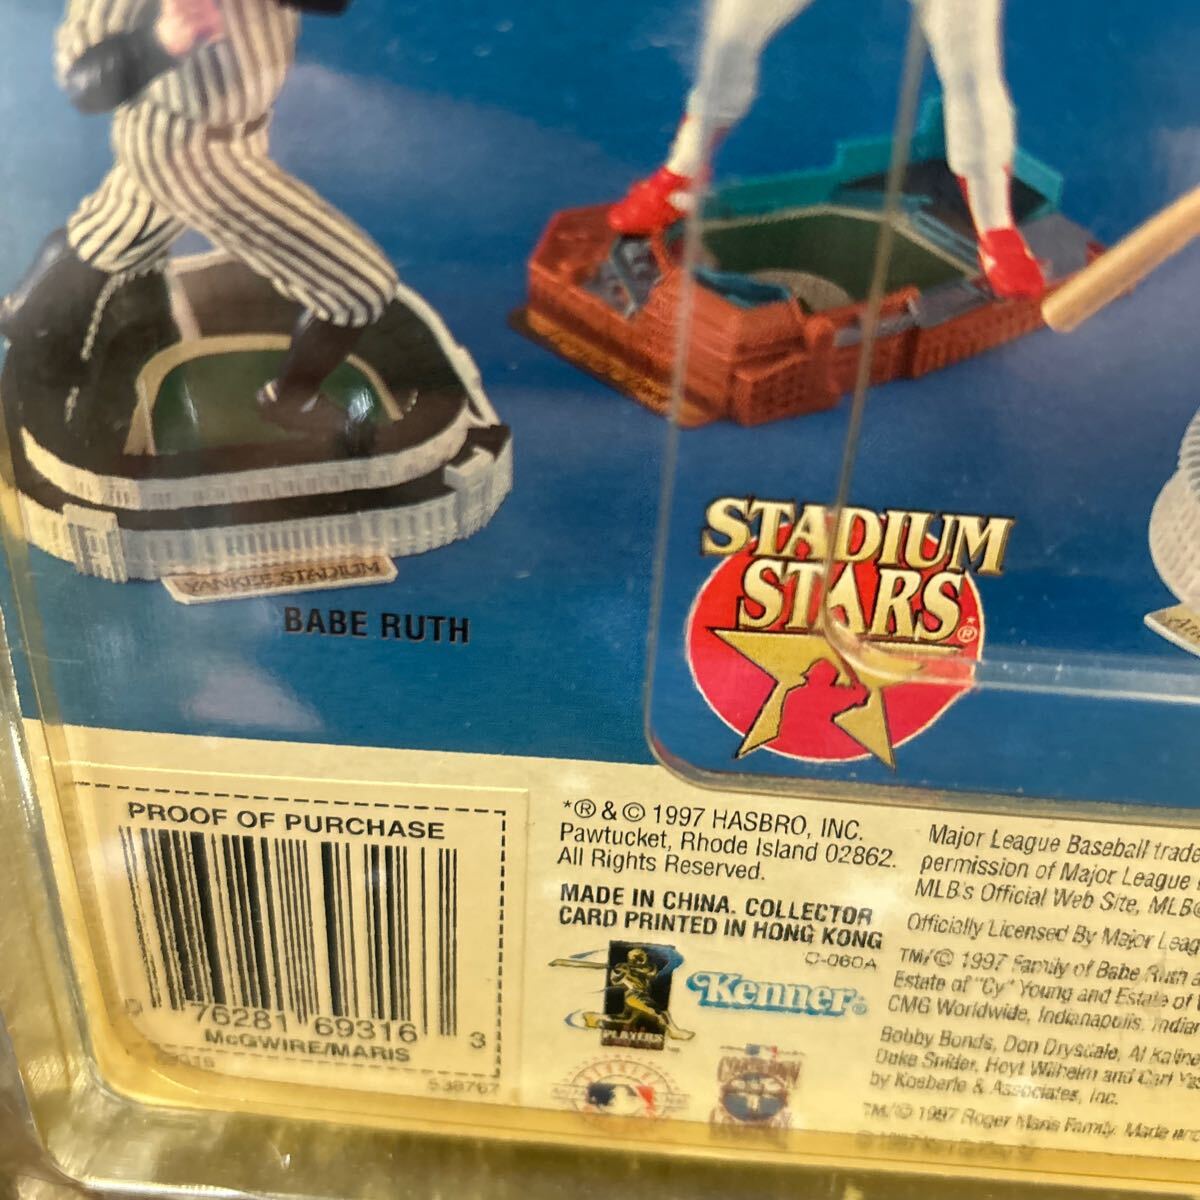 YANKEE STADIUM
BABE RUTH
STADIUM
STARS®
PROOF OF PURCHASE
76281 69316 3
McGWIRE/MARIS
538767
*® & © 1997 HASBRO, INC.
Pawtucket, Rhode Island 02862.
All Rights Reserved.
MADE IN CHINA. COLLECTOR
CARD PRINTED IN HONG KONG
O-060A
PLAYERS
Kenner®
Major League Baseball trade
permission of Major League
MLB's Official Web Site, MLB@
Officially Licensed By Major Leag
TM/© 1997 Family of Babe Ruth a
Estate of "Cy" Young and Estate of
CMG Worldwide, Indianapolis, Indian
Bobby Bonds, Don Drysdale, Al Kaline
Duke Snider, Hoyt Wilhelm and Carl Yas
by Kosberle & Associates, Inc.
TM/© 1997 Roger Maris Family. Made